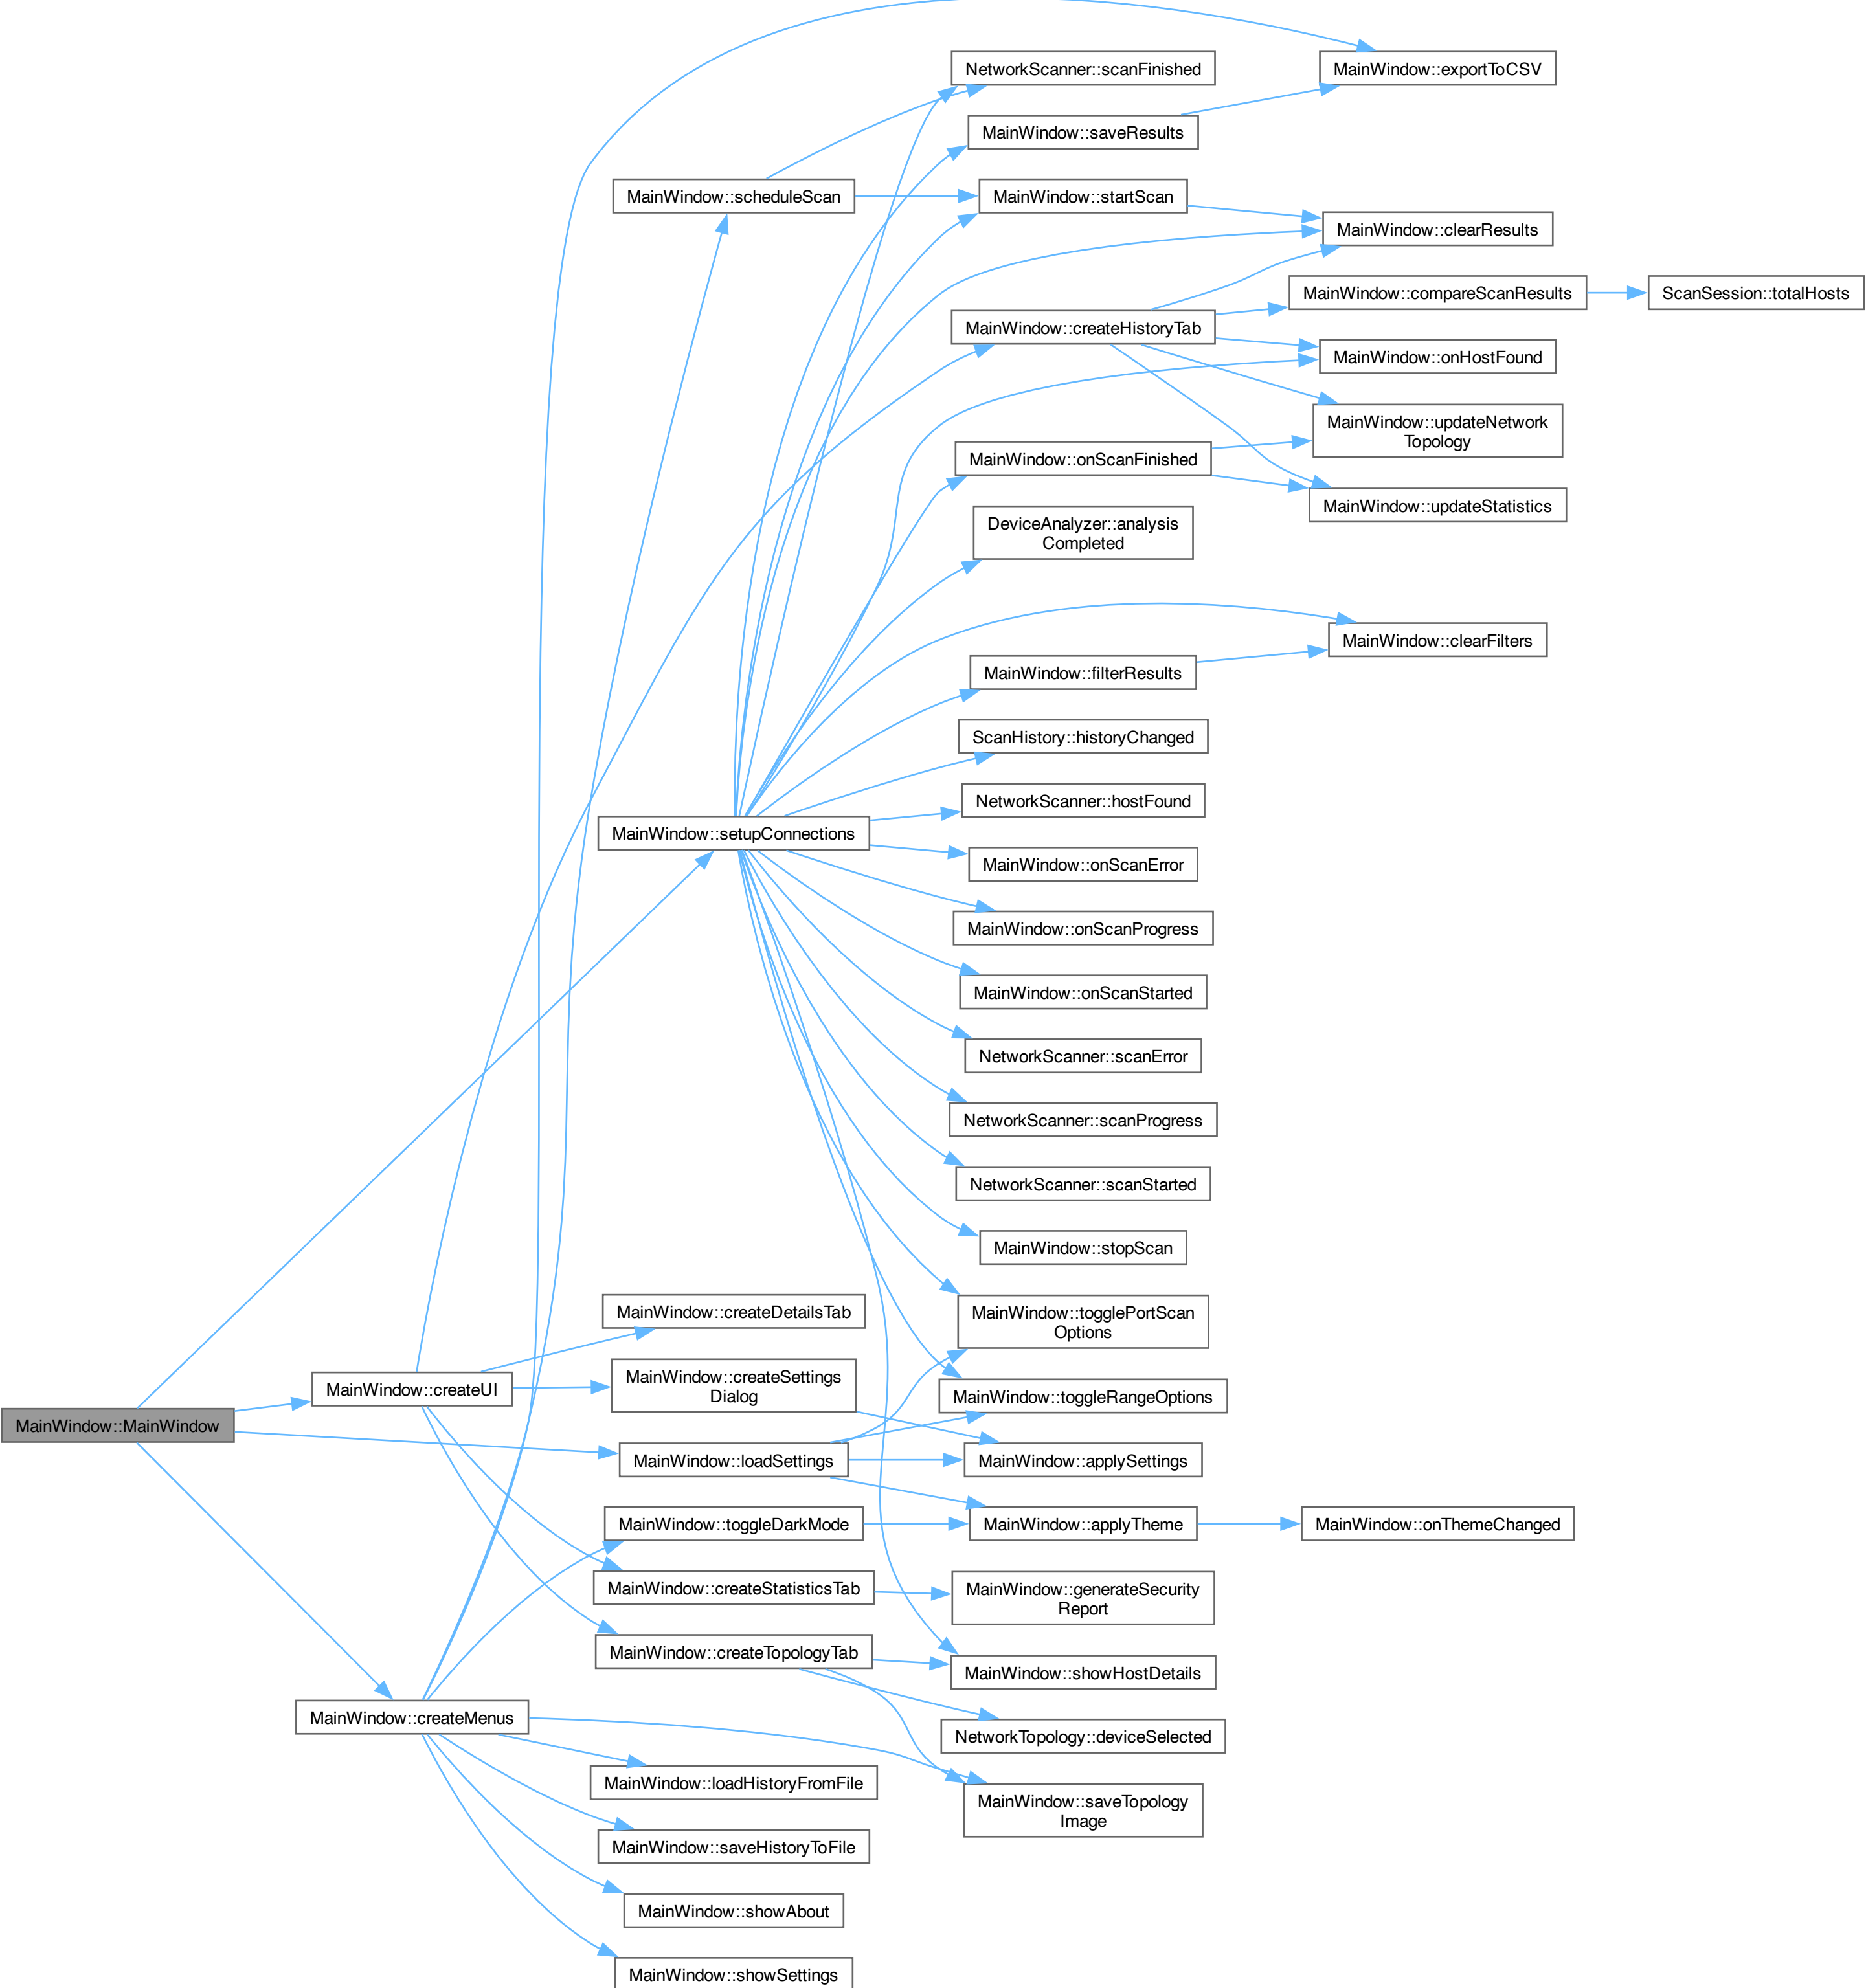 NetworkScanner::scanFinished
MainWindow::exportToCSV
MainWindow::saveResults
MainWindow::scheduleScan
MainWindow::startScan
MainWindow::clearResults
MainWindow::compareScanResults
ScanSession::totalHosts
MainWindow::createHistoryTab
MainWindow::onHostFound
MainWindow::updateNetwork
Topology
MainWindow::onScanFinished
MainWindow::updateStatistics
DeviceAnalyzer::analysis
Completed
MainWindow::clearFilters
MainWindow::filterResults
ScanHistory::historyChanged
NetworkScanner::hostFound
MainWindow::setupConnections
MainWindow::onScanError
MainWindow::onScanProgress
MainWindow::onScanStarted
NetworkScanner::scanError
NetworkScanner::scanProgress
NetworkScanner::scanStarted
MainWindow::stopScan
MainWindow::createDetailsTab
MainWindow::togglePortScan
Options
MainWindow::createUI
MainWindow::createSettings
Dialog
MainWindow::toggleRangeOptions
MainWindow::MainWindow
MainWindow::loadSettings
MainWindow::applySettings
MainWindow::toggleDarkMode
MainWindow::applyTheme
MainWindow::onThemeChanged
MainWindow::createStatisticsTab
MainWindow::generateSecurity
Report
MainWindow::createTopologyTab
MainWindow::showHostDetails
MainWindow::createMenus
NetworkTopology::deviceSelected
MainWindow::loadHistoryFromFile
MainWindow::saveTopology
Image
MainWindow::saveHistoryToFile
MainWindow::showAbout
MainWindow::showSettings